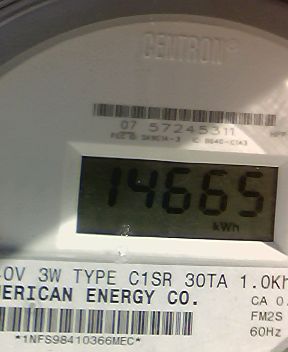 CENTRON®
07 57245311
14665
kWh
.0V 3W TYPE C1SR 30TA 1.0Kh
MERICAN ENERGY CO.
CA 0.
FM2S
60Hz
*1NFS98410366MEC*